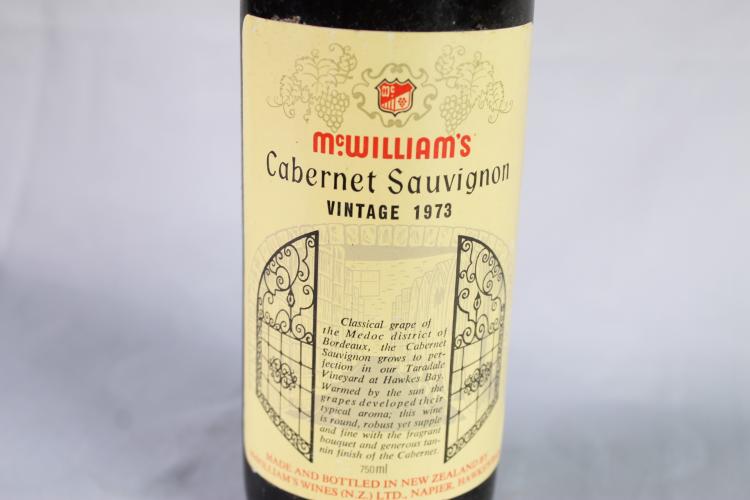 Mc
McWILLIAM'S
Cabernet Sauvignon
VINTAGE 1973
Classical grape of
the Medoc district of
Bordeaux, the Cabernet
Sauvignon grows to per-
fection in our Taradale
Vineyard at Hawkes Bay.
Warmed by the sun the
grapes developed their
typical aroma; this wine
is round, robust yet supple
and fine with the fragrant
bouquet and generous tan-
nin finish of the Cabernet.
750ml
MADE AND BOTTLED IN NEW ZEALAND BY
McWILLIAM'S WINES (N.Z.) LTD., NAPIER,